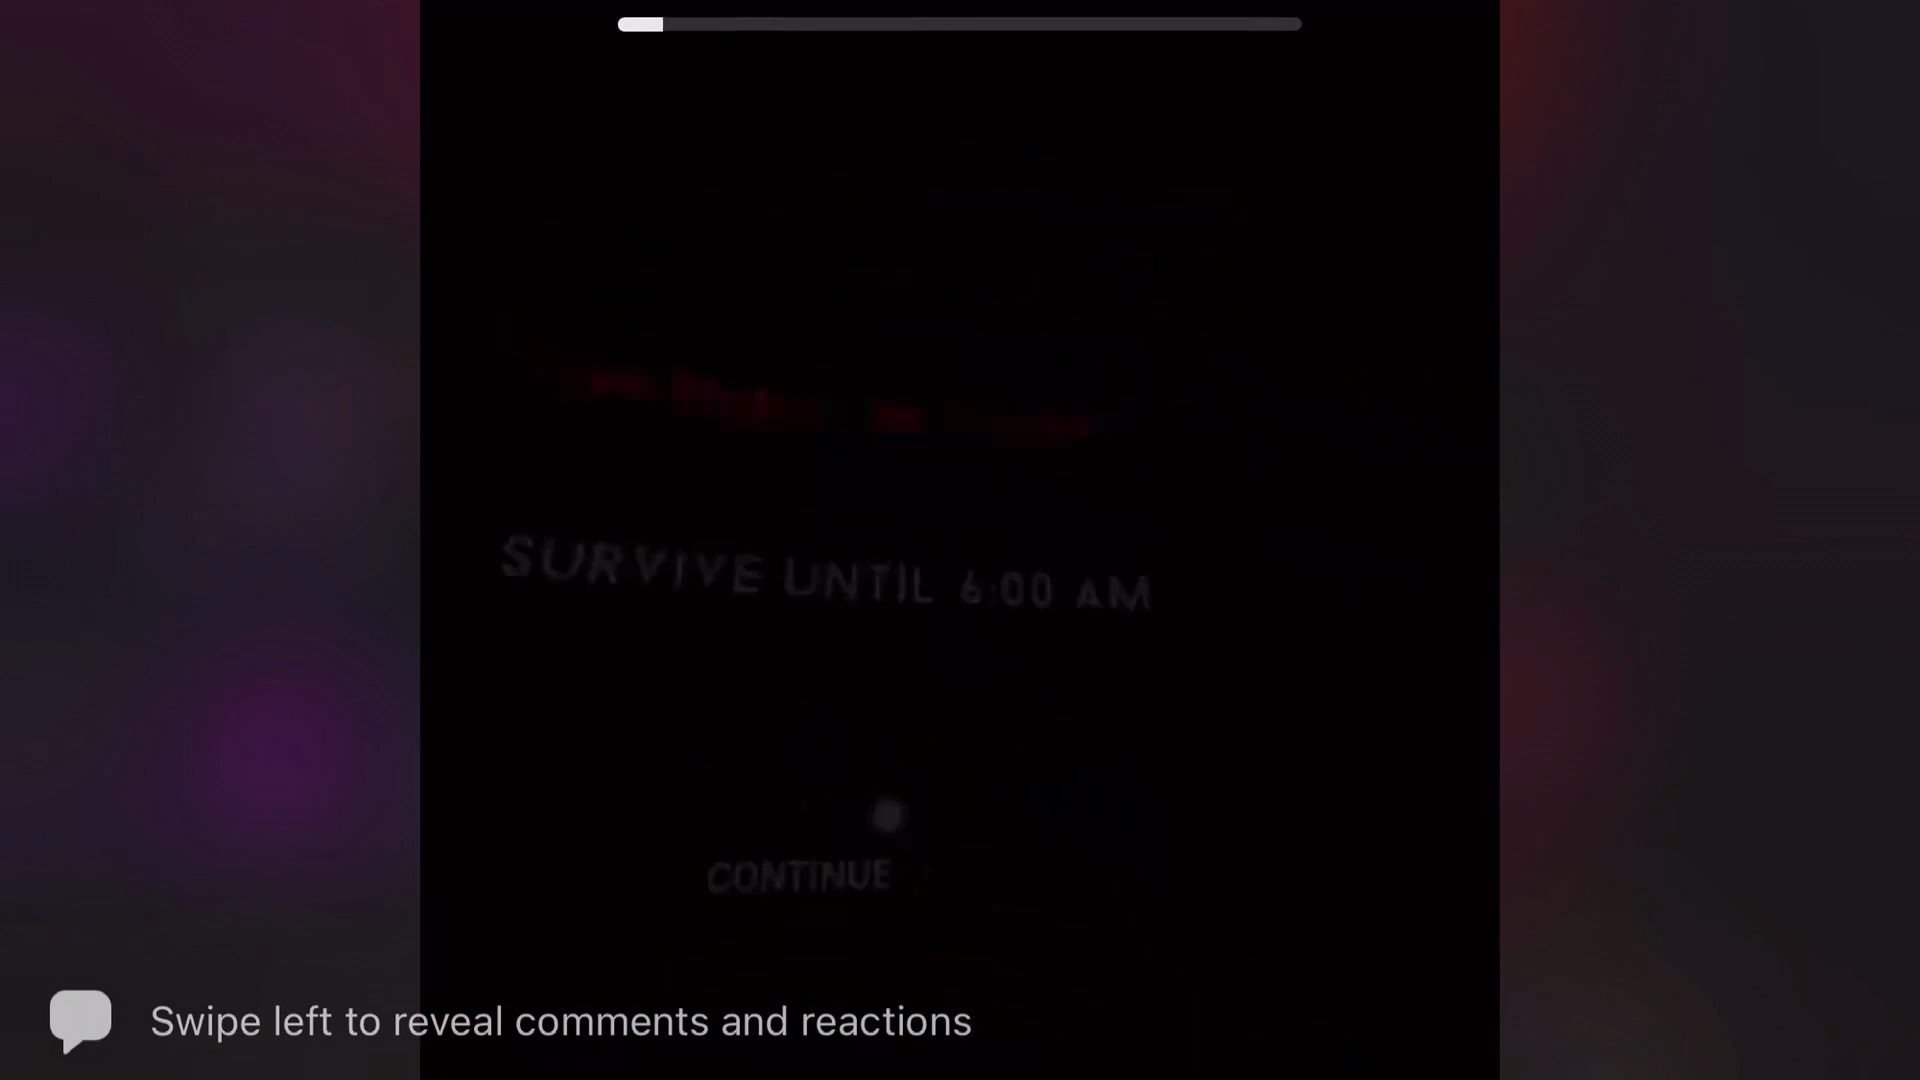 SURVIVE UNTIL 6:00 AM
CONTINUE
Swipe left to reveal comments and reactions